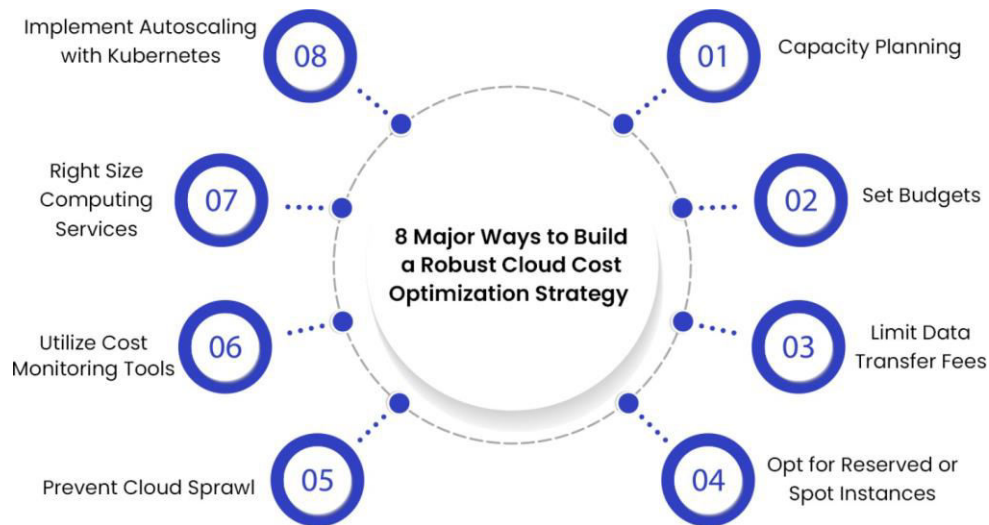 8 Major Ways to Build
a Robust Cloud Cost
Optimization Strategy
01
Capacity Planning
02
Set Budgets
03
Limit Data
Transfer Fees
04
Opt for Reserved or
Spot Instances
05
Prevent Cloud Sprawl
06
Utilize Cost
Monitoring Tools
07
Right Size
Computing
Services
08
Implement Autoscaling
with Kubernetes